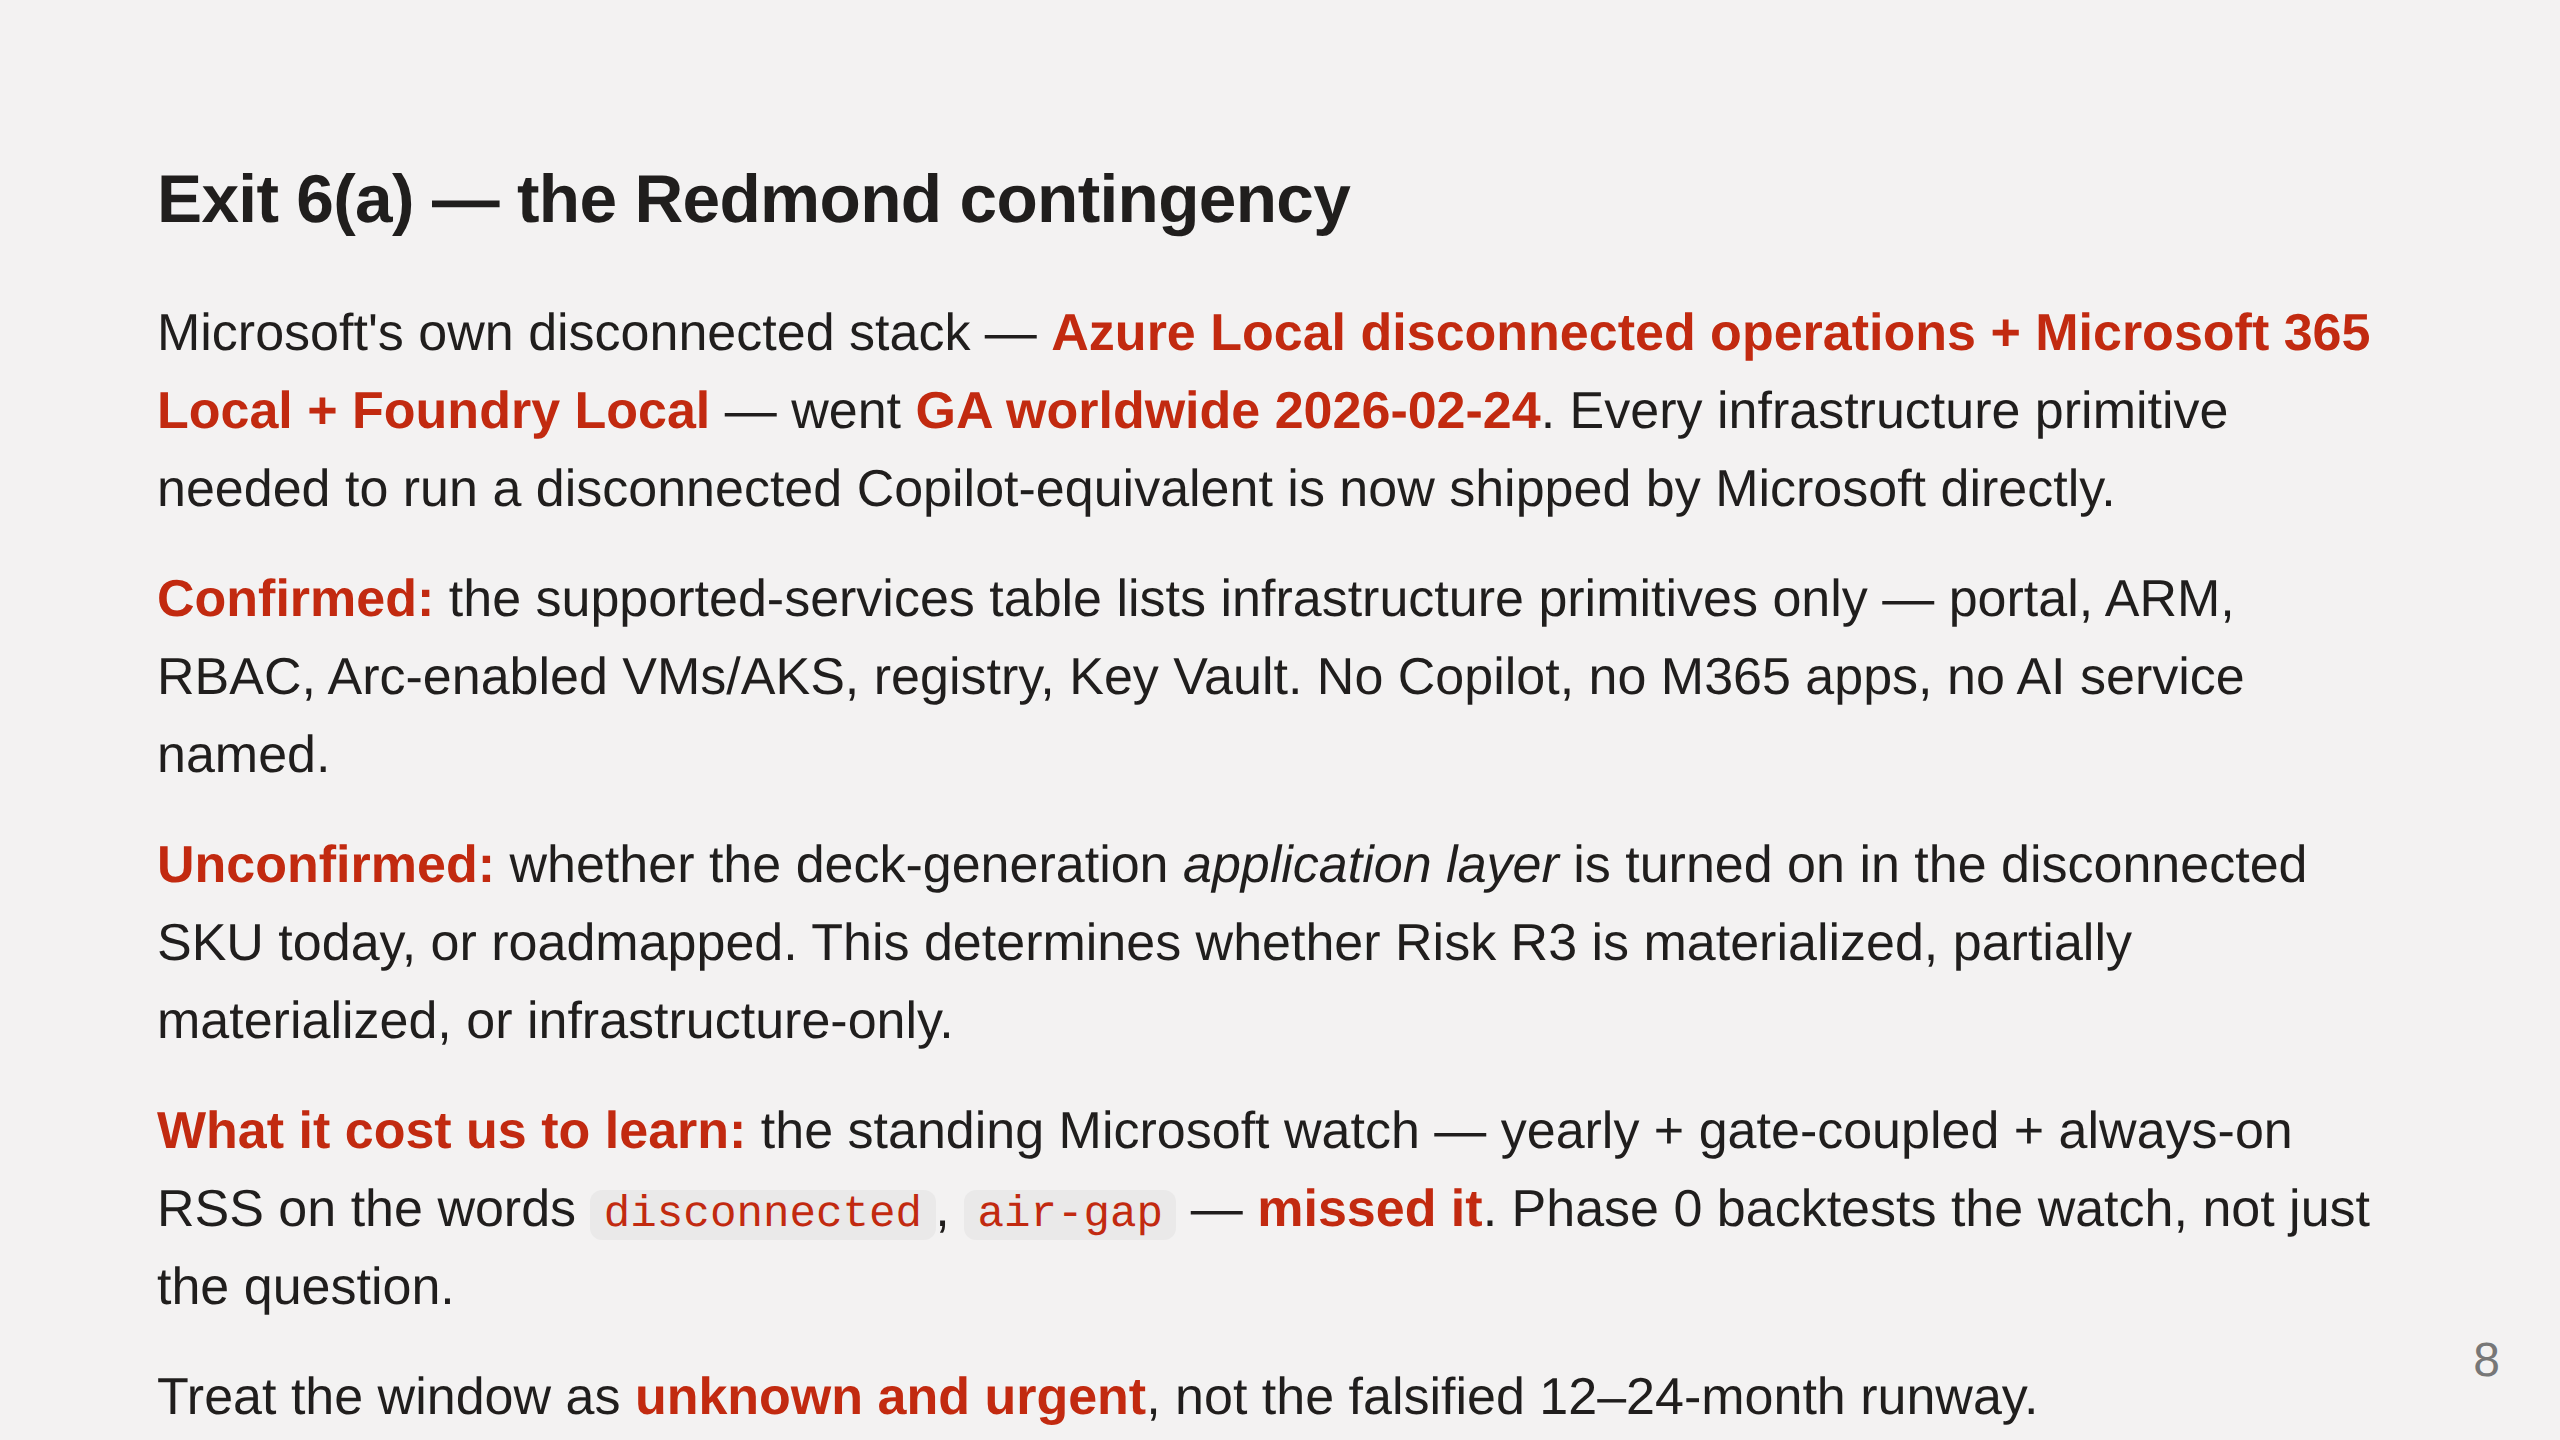 Exit 6(a) — the Redmond contingency
Microsoft's own disconnected stack — Azure Local disconnected operations + Microsoft 365
Local + Foundry Local — went GA worldwide 2026-02-24. Every infrastructure primitive
needed to run a disconnected Copilot-equivalent is now shipped by Microsoft directly.
Confirmed: the supported-services table lists infrastructure primitives only — portal, ARM,
RBAC, Arc-enabled VMs/AKS, registry, Key Vault. No Copilot, no M365 apps, no AI service
named.
Unconfirmed: whether the deck-generation application layer is turned on in the disconnected
SKU today, or roadmapped. This determines whether Risk R3 is materialized, partially
materialized, or infrastructure-only.
What it cost us to learn: the standing Microsoft watch — yearly + gate-coupled + always-on
RSS on the words disconnected, air-gap — missed it. Phase 0 backtests the watch, not just
the question.
Treat the window as unknown and urgent, not the falsified 12–24-month runway.
8